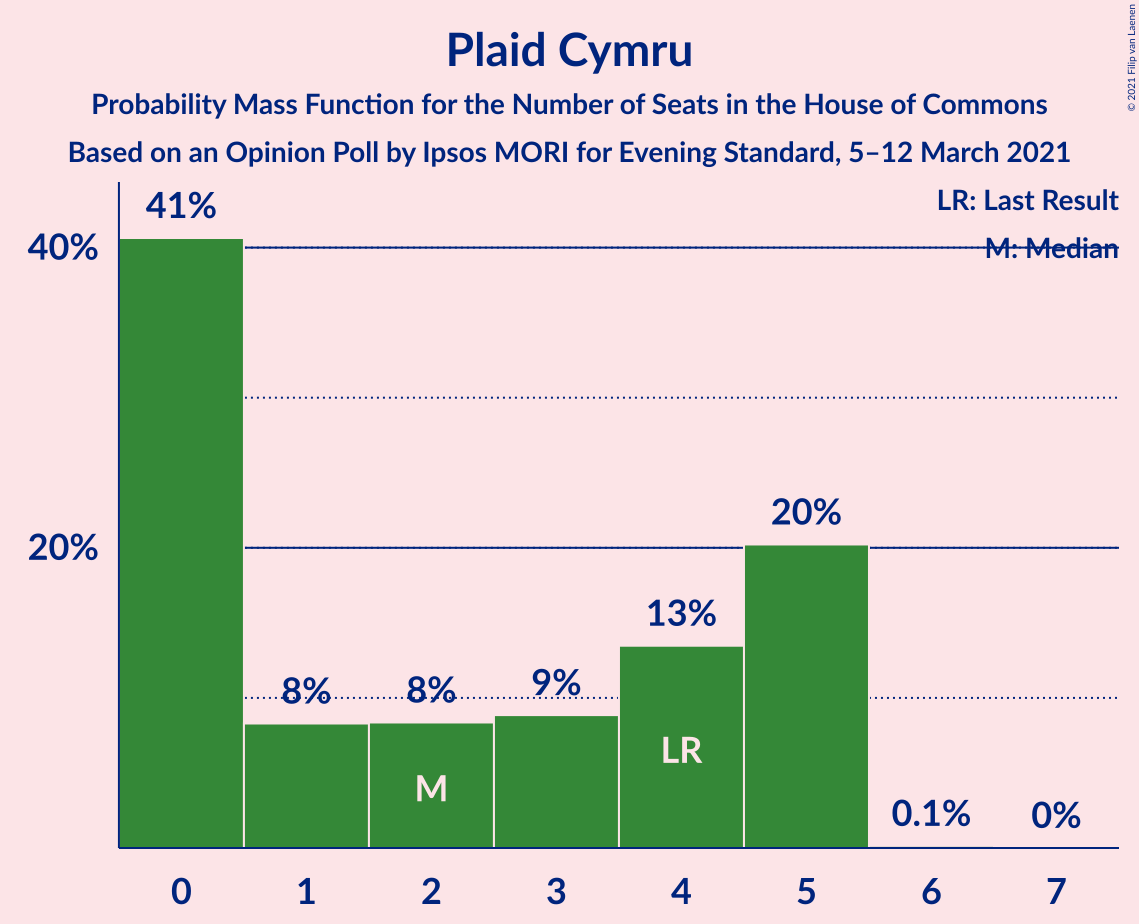 Plaid Cymru
Probability Mass Function for the Number of Seats in the House of Commons
Based on an Opinion Poll by Ipsos MORI for Evening Standard, 5–12 March 2021
© 2021 Filip van Laenen
LR: Last Result
M: Median
41%
40%
20%
20%
13%
8%
8%
9%
LR
M
0.1%
0%
0 1 2 3 4 5 6 7